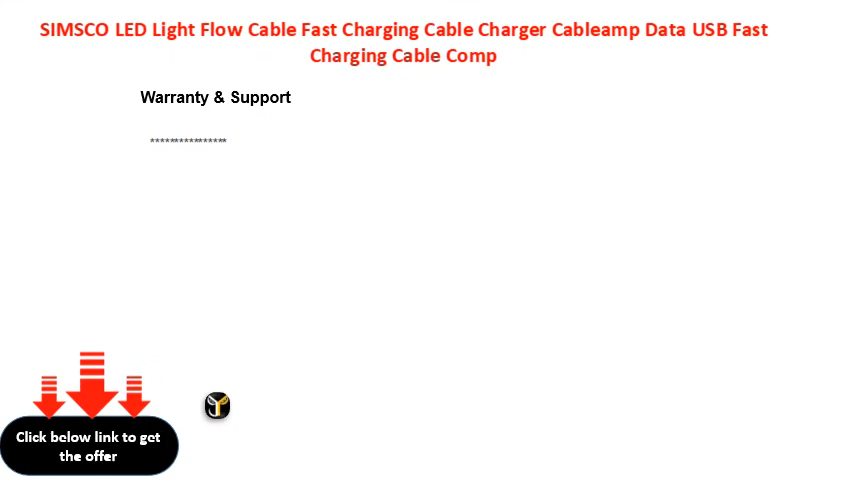 SIMSCO LED Light Flow Cable Fast Charging Cable Charger Cableamp Data USB Fast
Charging Cable Comp
Warranty & Support
****************
Click below link to get
the offer